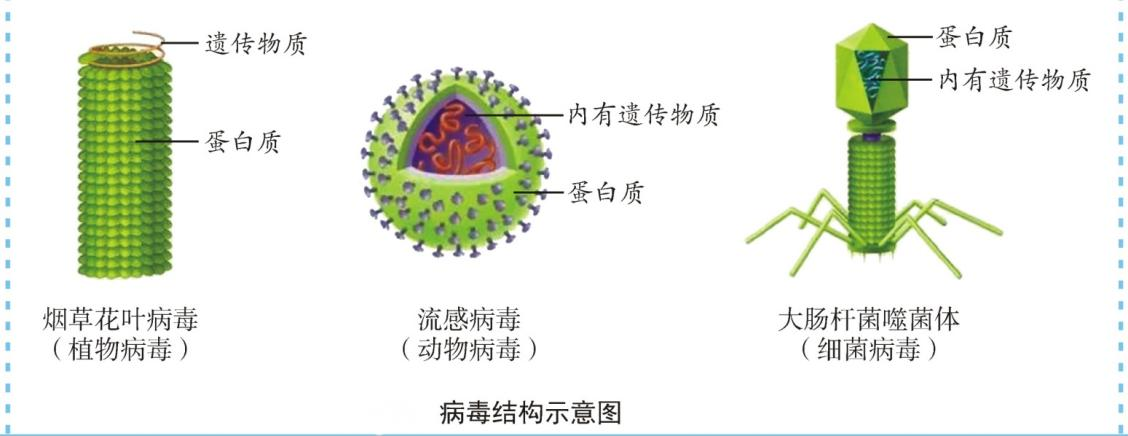 遗传物质
蛋白质
烟草花叶病毒
（植物病毒）
内有遗传物质
蛋白质
流感病毒
（动物病毒）
蛋白质
内有遗传物质
大肠杆菌噬菌体
（细菌病毒）
病毒结构示意图